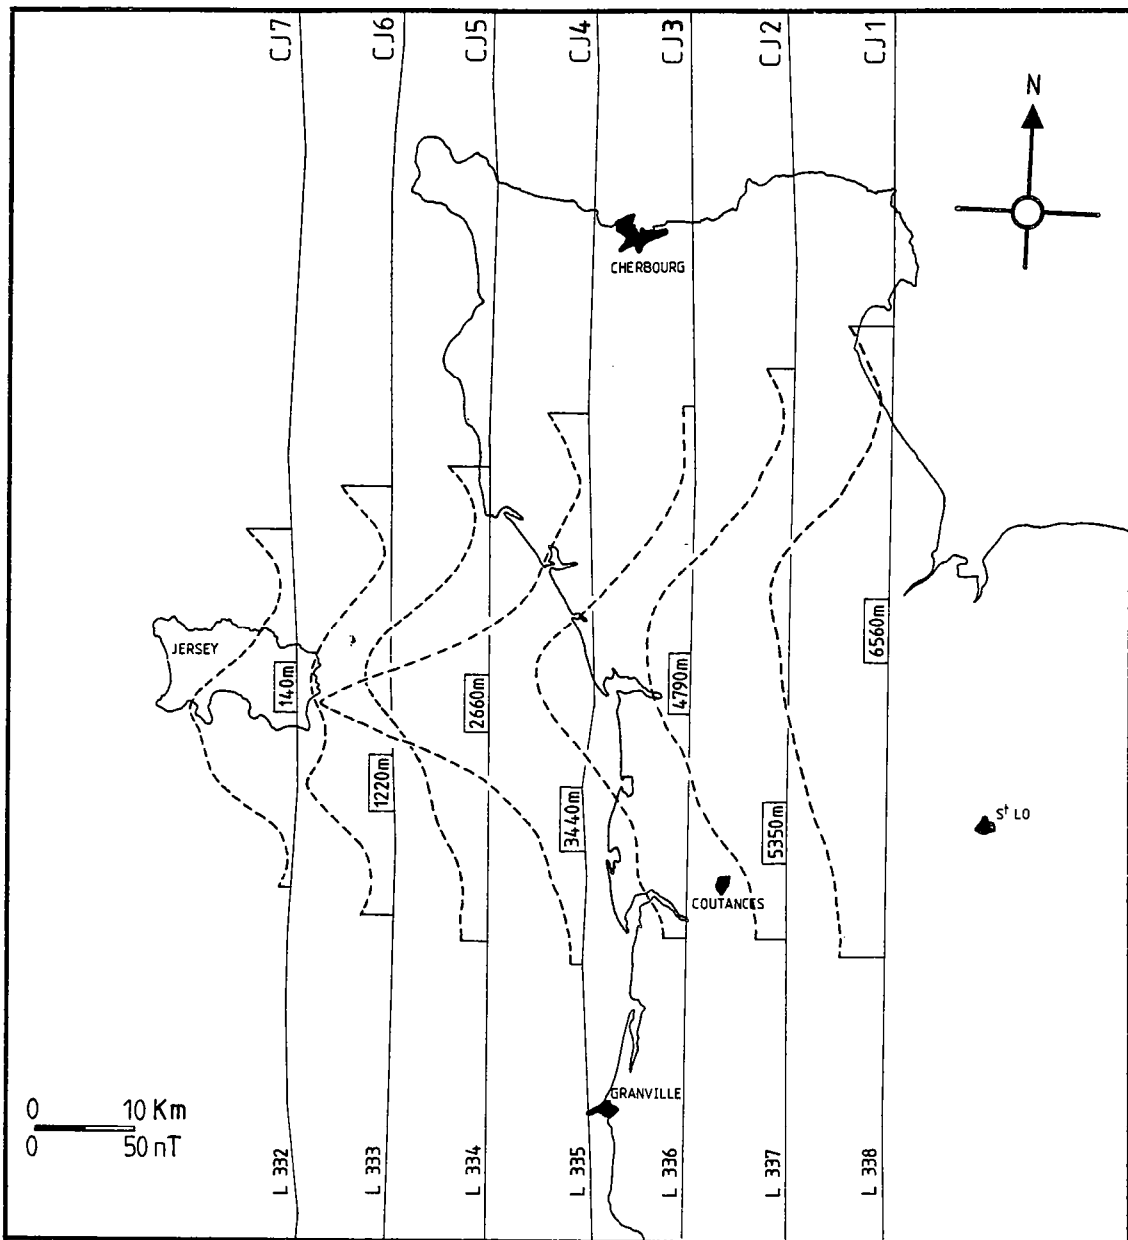 CJ7
CJ6
CJ5
CJ4
CJ3
CJ2
CJ1
N
CHERBOURG
JERSEY
140m
1220m
2660m
3440m
4790m
5350m
6560m
St LO
COUTANCES
GRANVILLE
0 10 Km
0 50 nT
L 332
L 333
L 334
L 335
L 336
L 337
L 338